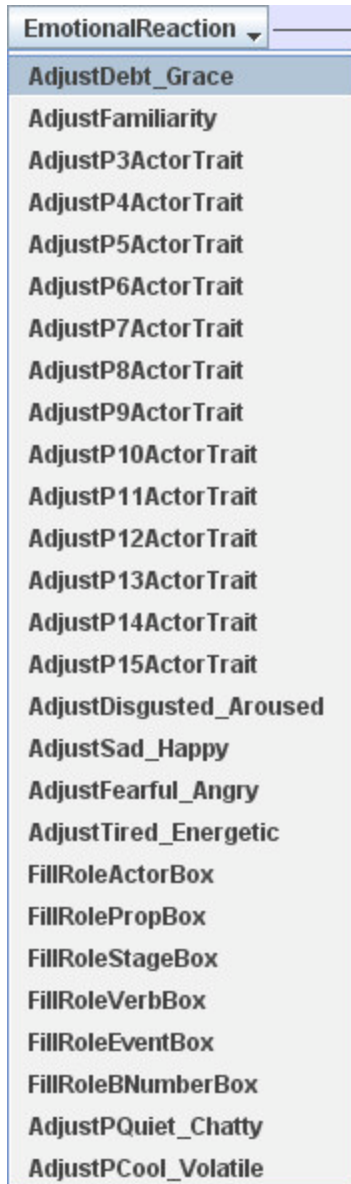 EmotionalReaction
AdjustDebt_Grace
AdjustFamiliarity
AdjustP3ActorTrait
AdjustP4ActorTrait
AdjustP5ActorTrait
AdjustP6ActorTrait
AdjustP7ActorTrait
AdjustP8ActorTrait
AdjustP9ActorTrait
AdjustP10ActorTrait
AdjustP11ActorTrait
AdjustP12ActorTrait
AdjustP13ActorTrait
AdjustP14ActorTrait
AdjustP15ActorTrait
AdjustDisgusted_Aroused
AdjustSad_Happy
AdjustFearful_Angry
AdjustTired_Energetic
FillRoleActorBox
FillRolePropBox
FillRoleStageBox
FillRoleVerbBox
FillRoleEventBox
FillRoleBNumberBox
AdjustPQuiet_Chatty
AdjustPCool_Volatile